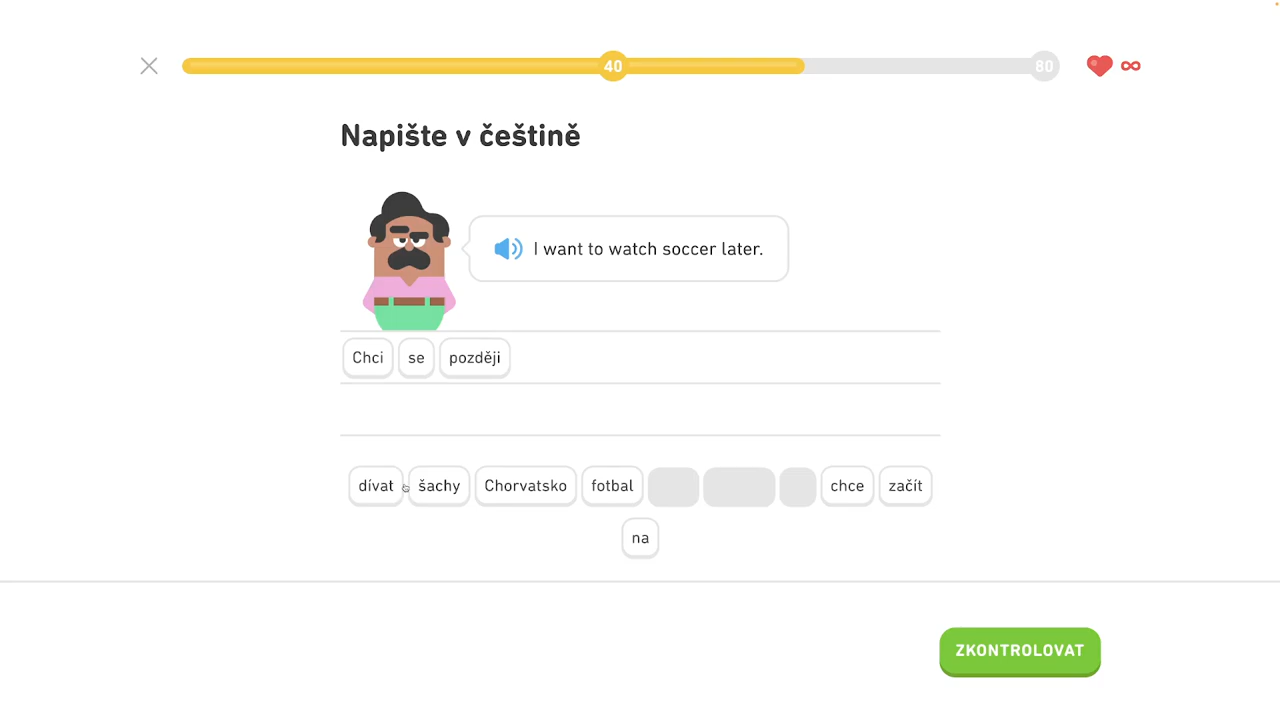 40
80
Napište v češtině
I want to watch soccer later.
Chci se později
dívat šachy Chorvatsko fotbal chce začít
na
ZKONTROLOVAT